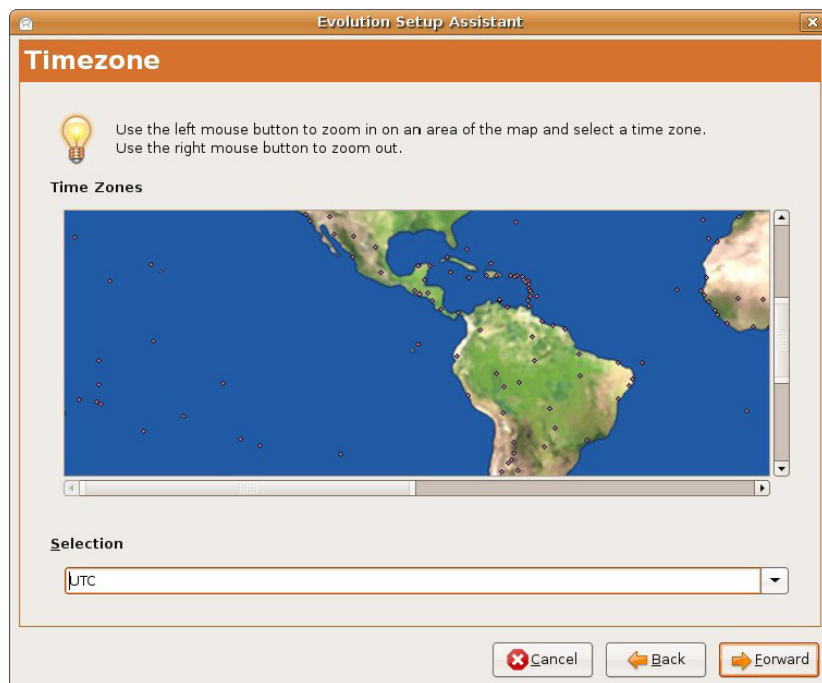 Evolution Setup Assistant
Timezone
Use the left mouse button to zoom in on an area of the map and select a time zone.
Use the right mouse button to zoom out.
Time Zones
Selection
UTC
Cancel
Back
Forward